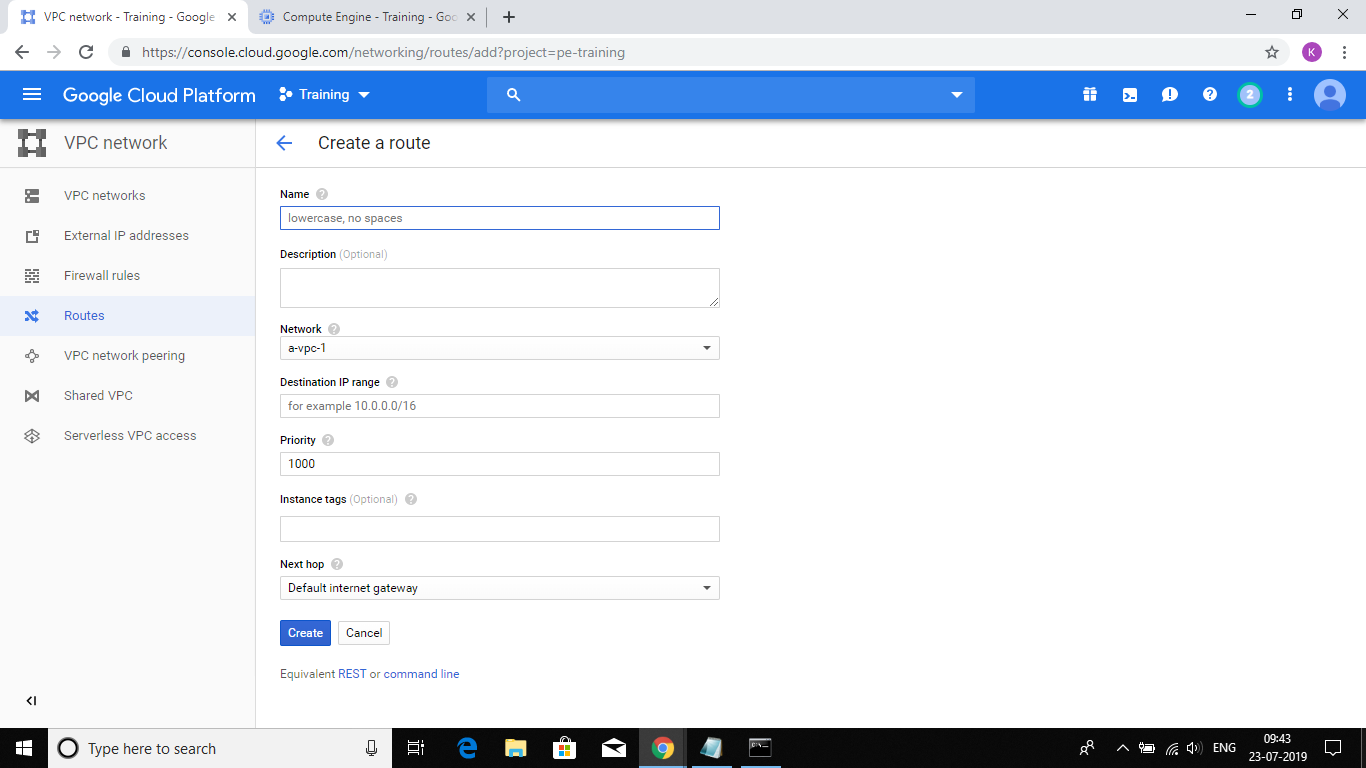 VPC network - Training - Google
Compute Engine - Training - Goo
https://console.cloud.google.com/networking/routes/add?project=pe-training
K
Google Cloud Platform
Training
2
VPC network
Create a route
VPC networks
External IP addresses
Firewall rules
Routes
VPC network peering
Shared VPC
Serverless VPC access
Name
lowercase, no spaces
Description (Optional)
Network
a-vpc-1
Destination IP range
for example 10.0.0.0/16
Priority
1000
Instance tags (Optional)
Next hop
Default internet gateway
Create Cancel
Equivalent REST or command line
Type here to search
ENG
09:43
23-07-2019